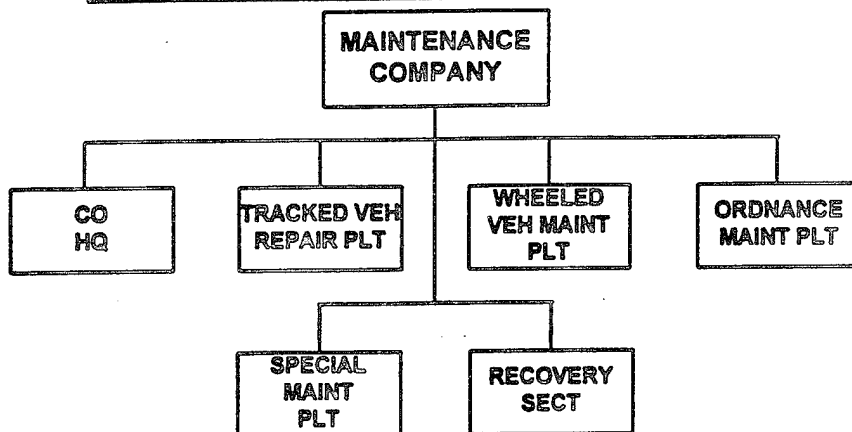 MAINTENANCE
COMPANY
CO
HQ
TRACKED VEH
REPAIR PLT
WHEELED
VEH MAINT
PLT
ORDNANCE
MAINT PLT
SPECIAL
MAINT
PLT
RECOVERY
SECT